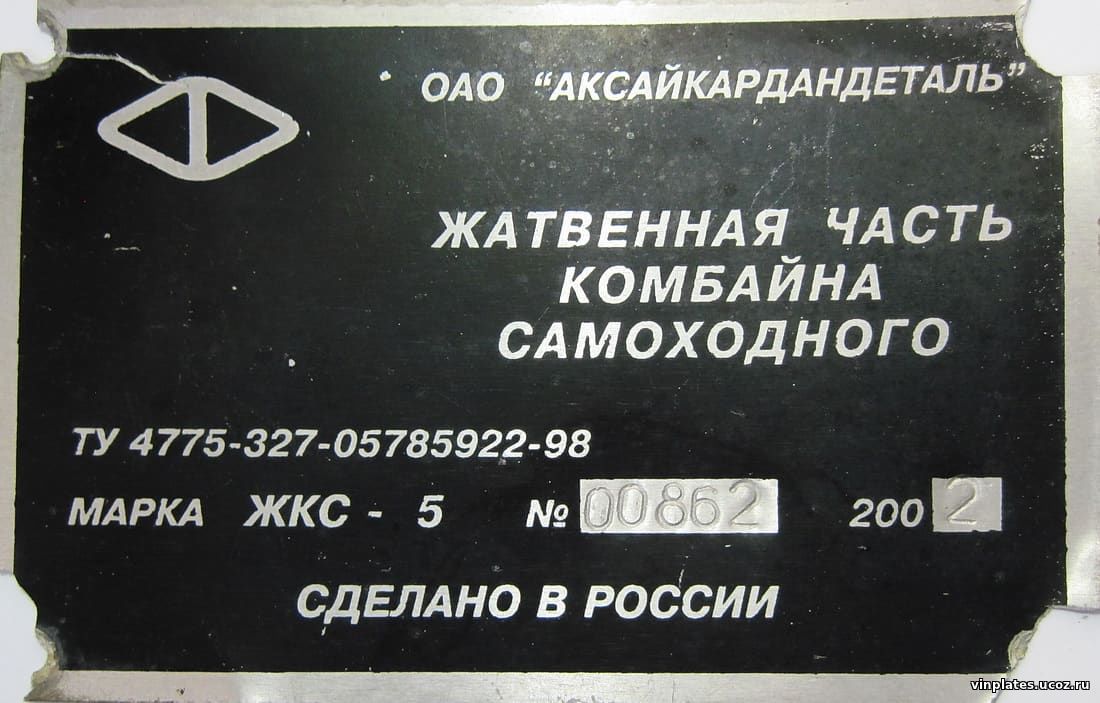 ОАО “АКСАЙКАРДАНДЕТАЛЬ”
ЖАТВЕННАЯ ЧАСТЬ
КОМБАЙНА
САМОХОДНОГО
ТУ 4775-327-05785922-98
МАРКА ЖКС - 5 № 00862 2002
СДЕЛАНО В РОССИИ
vinplates.ucoz.ru